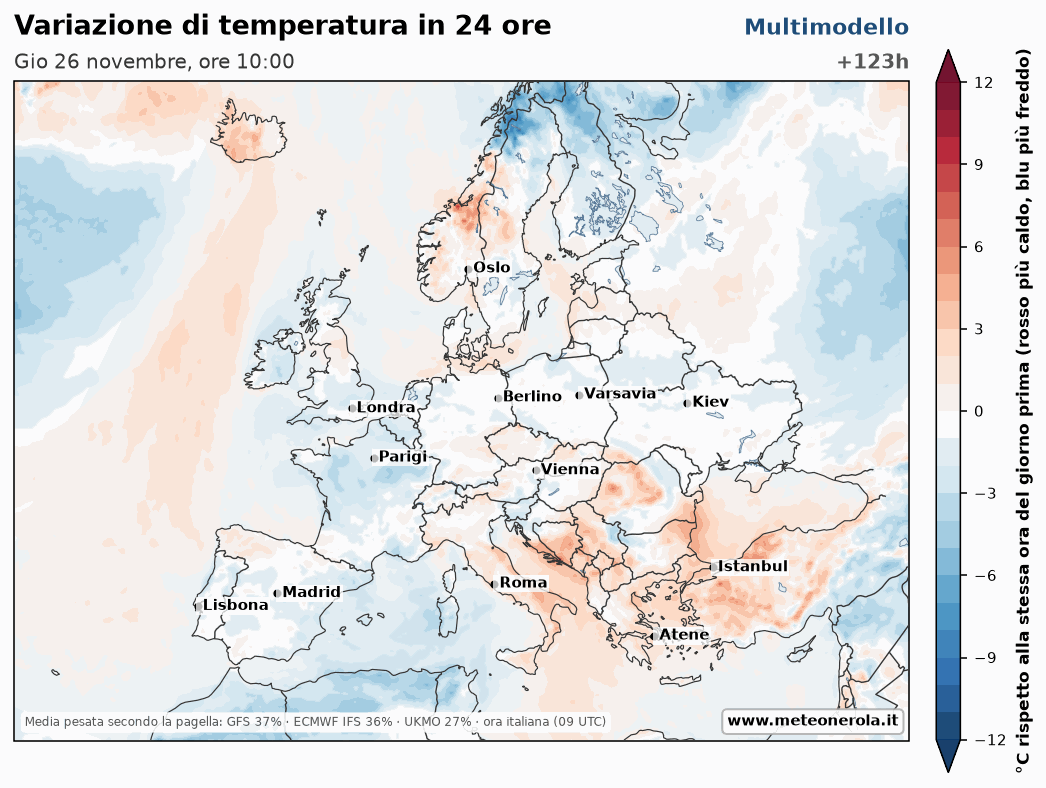 Variazione di temperatura in 24 ore
Multimodello
Gio 26 novembre, ore 10:00
+123h
Oslo
Londra
Berlino
Varsavia
Kiev
Parigi
Vienna
Istanbul
Roma
Madrid
Lisbona
Atene
Media pesata secondo la pagella: GFS 37% · ECMWF IFS 36% · UKMO 27% · ora italiana (09 UTC)
www.meteonerola.it
12
9
6
3
0
−3
−6
−9
−12
°C rispetto alla stessa ora del giorno prima (rosso più caldo, blu più freddo)